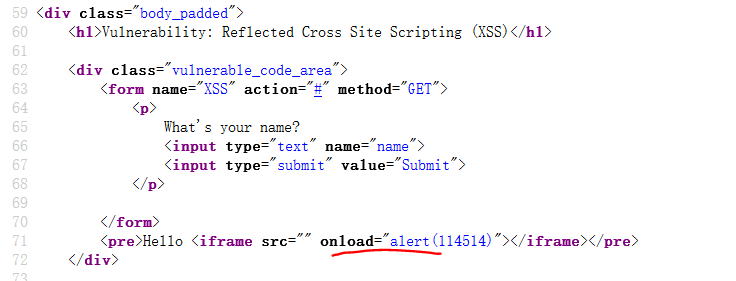 59 <div class="body_padded">
60 <h1>Vulnerability: Reflected Cross Site Scripting (XSS)</h1>
61
62 <div class="vulnerable_code_area">
63 <form name="XSS" action="#" method="GET">
64 <p>
65 What's your name?
66 <input type="text" name="name">
67 <input type="submit" value="Submit">
68 </p>
69
70 </form>
71 <pre>Hello <iframe src="" onload="alert(114514)"></iframe></pre>
72 </div>
73